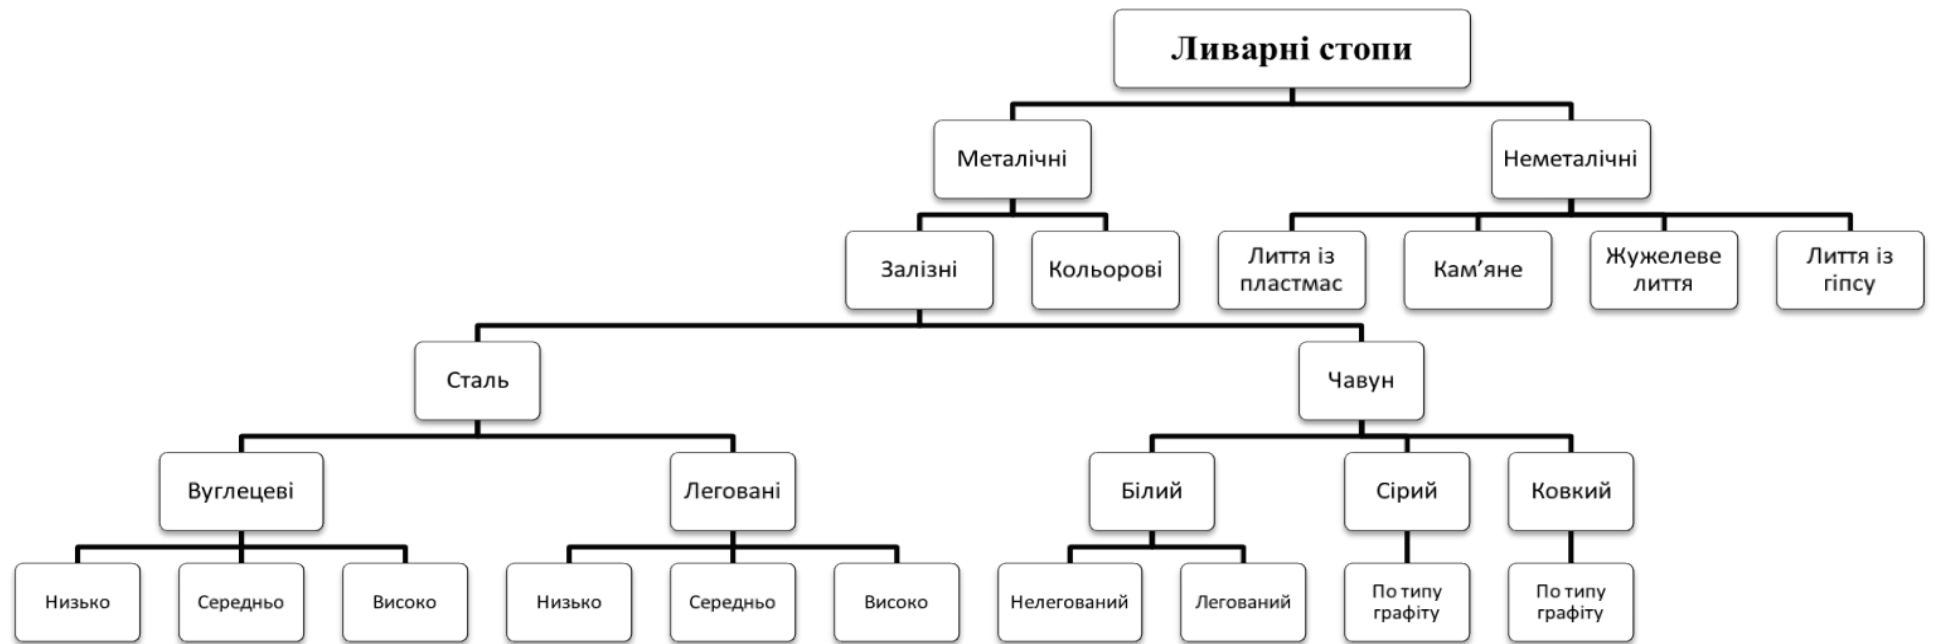 Ливарні стопи
Металічні
Неметалічні
Залізні
Кольорові
Лиття із
пластмас
Кам’яне
Жужелеве
лиття
Лиття із
гіпсу
Сталь
Чавун
Вуглецеві
Леговані
Білий
Сірий
Ковкий
Низько
Середньо
Високо
Низько
Середньо
Високо
Нелегований
Легований
По типу
графіту
По типу
графіту